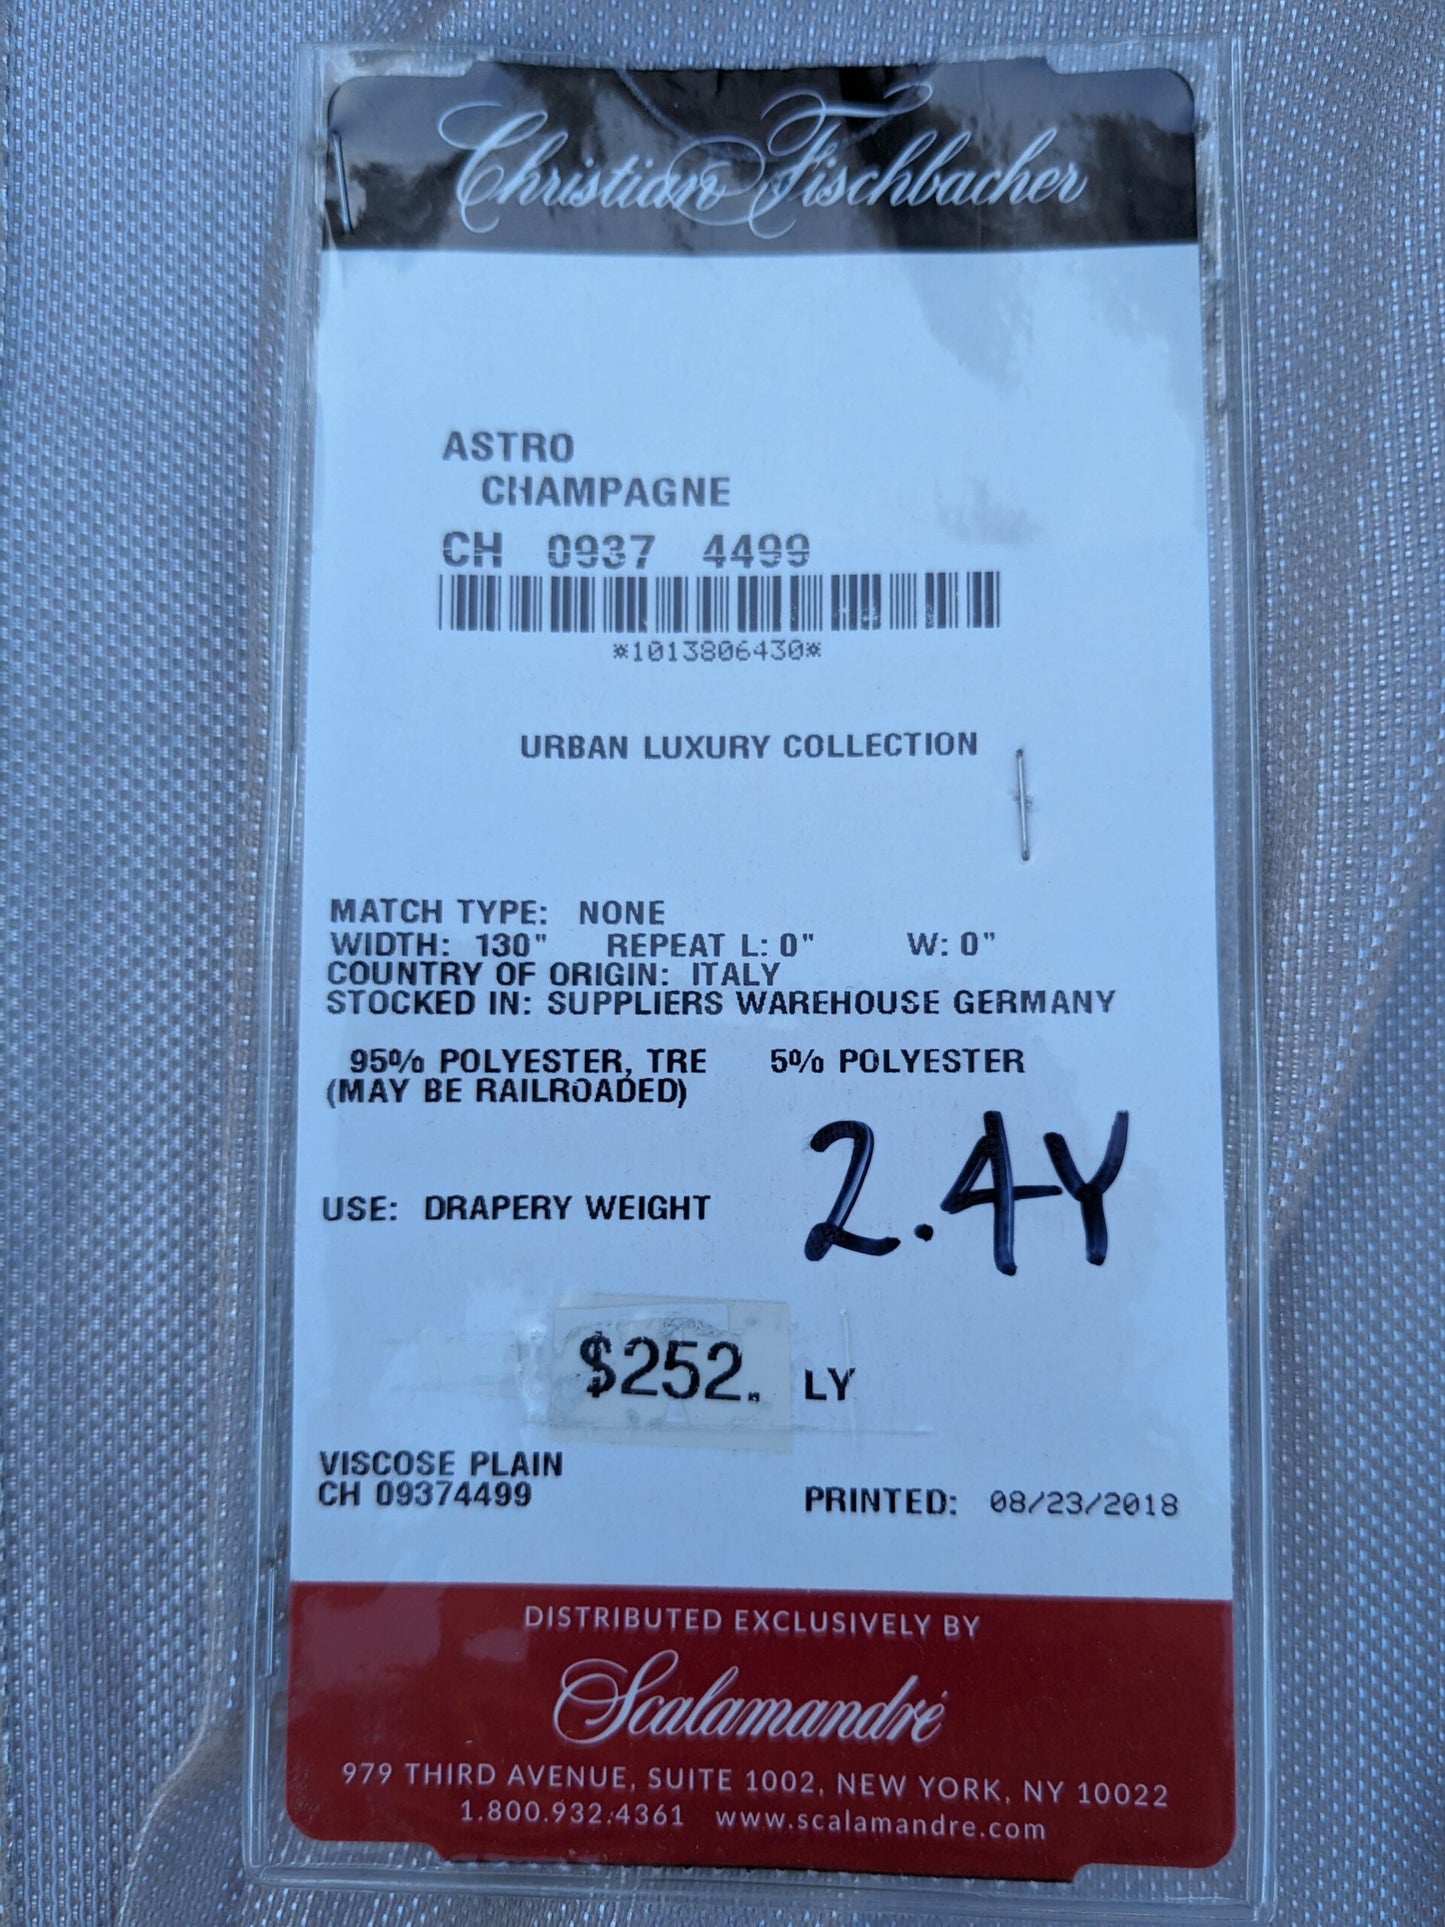 Christian Fischbacher
ASTRO
CHAMPAGNE
CH 0937 4499
*1013806430*
URBAN LUXURY COLLECTION
MATCH TYPE: NONE
WIDTH: 130" REPEAT L: 0" W: 0"
COUNTRY OF ORIGIN: ITALY
STOCKED IN: SUPPLIERS WAREHOUSE GERMANY
95% POLYESTER, TRE 5% POLYESTER
(MAY BE RAILROADED)
2.4Y
USE: DRAPERY WEIGHT
$252. LY
VISCOSE PLAIN
CH 09374499 PRINTED: 08/23/2018
DISTRIBUTED EXCLUSIVELY BY
Scalamandré
979 THIRD AVENUE, SUITE 1002, NEW YORK, NY 10022
1.800.932.4361 www.scalamandre.com